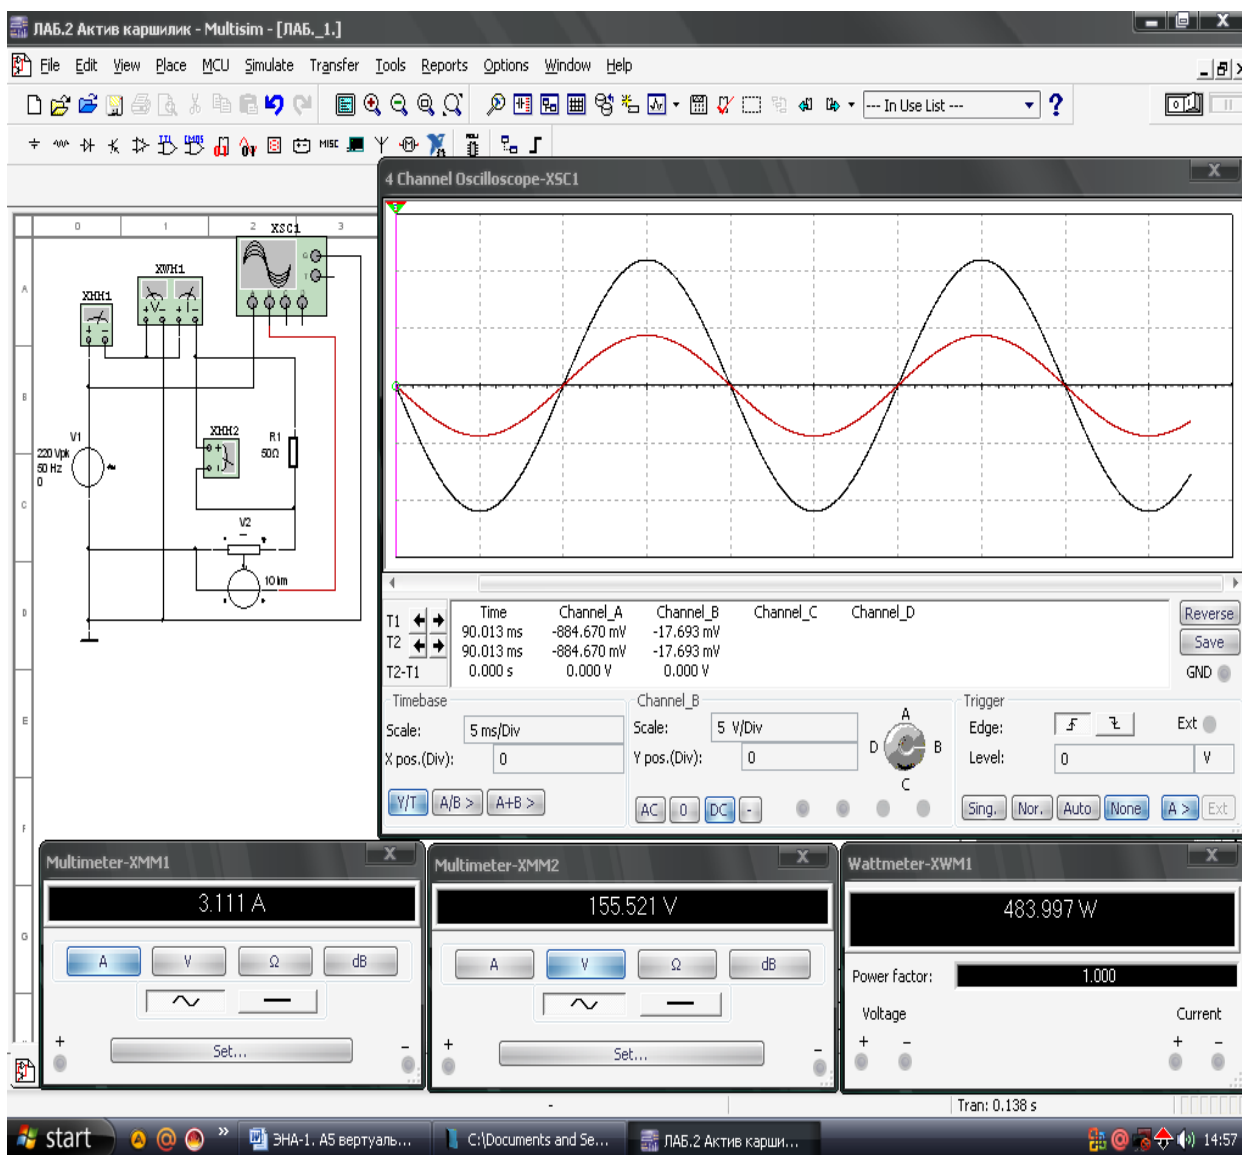 ЛАБ.2 Актив каршилик - Multisim - [ЛАБ._1.]
File Edit View Place MCU Simulate Transfer Tools Reports Options Window Help
--- In Use List ---
?
TTL CMOS MISC
4 Channel Oscilloscope-XSC1
X
0 1 2 3
A
B
C
D
E
F
G
XSC1
G
T
A B C D
XWM1
V I
XMM1
XMM2
V1
220 Vpk
50 Hz
0
R1
50Ω
V2
10 km
Time Channel_A Channel_B Channel_C Channel_D
T1 90.013 ms -884.670 mV -17.693 mV
T2 90.013 ms -884.670 mV -17.693 mV
T2-T1 0.000 s 0.000 V 0.000 V
Reverse
Save
GND
Timebase
Scale: 5 ms/Div
X pos.(Div): 0
Y/T A/B > A+B >
Channel_B
Scale: 5 V/Div
Y pos.(Div): 0
AC 0 DC -
A
D B
C
Trigger
Edge: Ext
Level: 0 V
Sing. Nor. Auto None A > Ext
Multimeter-XMM1 X
3.111 A
A V Ω dB
+ Set... -
Multimeter-XMM2 X
155.521 V
A V Ω dB
+ Set... -
Wattmeter-XWM1 X
483.997 W
Power factor: 1.000
Voltage Current
+ - + -
- Tran: 0.138 s
start » ЭНА-1. А5 вертуаль... C:\Documents and Se... ЛАБ.2 Актив карши... 14:57